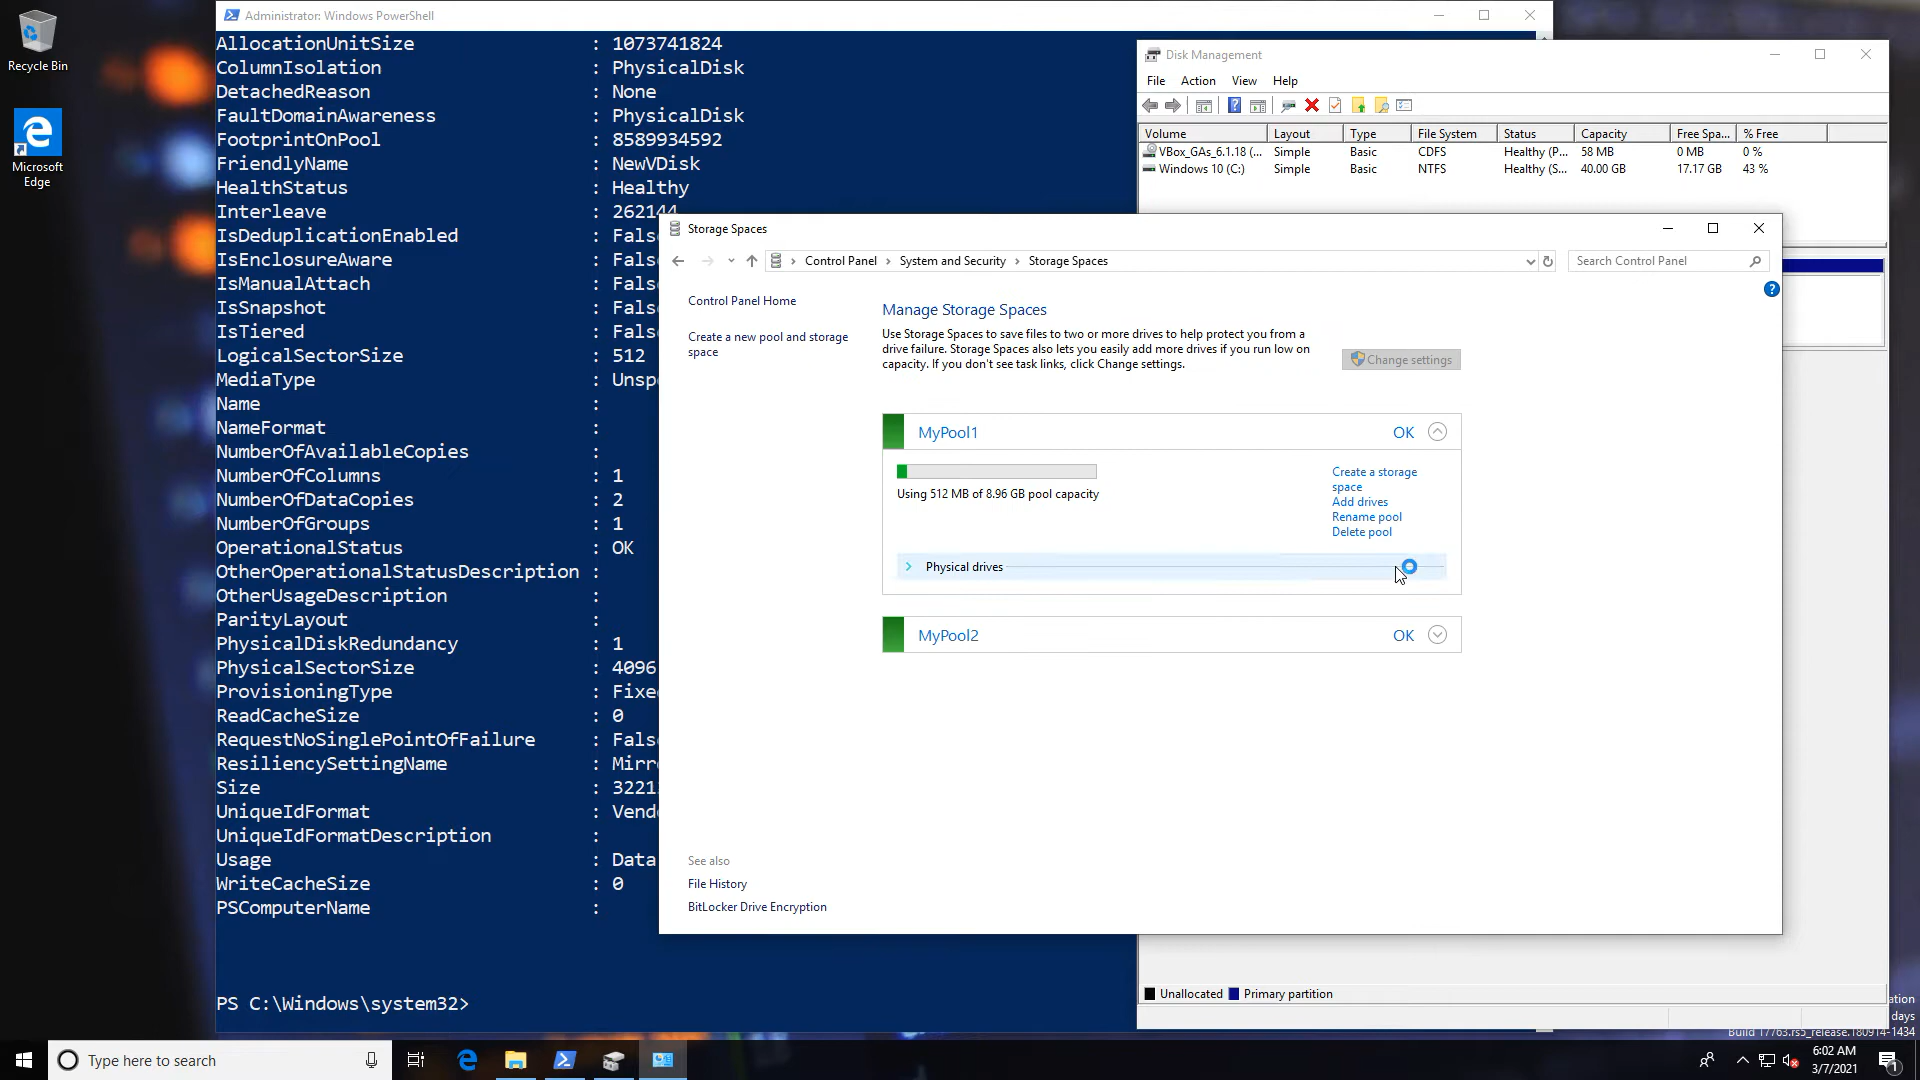 Recycle Bin
Microsoft
Edge
Administrator: Windows PowerShell
AllocationUnitSize : 1073741824
ColumnIsolation : PhysicalDisk
DetachedReason : None
FaultDomainAwareness : PhysicalDisk
FootprintOnPool : 8589934592
FriendlyName : NewVDisk
HealthStatus : Healthy
Interleave : 262144
IsDeduplicationEnabled : Fals
IsEnclosureAware : Fals
IsManualAttach : Fals
IsSnapshot : Fals
IsTiered : Fals
LogicalSectorSize : 512
MediaType : Unsp
Name :
NameFormat :
NumberOfAvailableCopies :
NumberOfColumns : 1
NumberOfDataCopies : 2
NumberOfGroups : 1
OperationalStatus : OK
OtherOperationalStatusDescription :
OtherUsageDescription :
ParityLayout :
PhysicalDiskRedundancy : 1
PhysicalSectorSize : 4096
ProvisioningType : Fixe
ReadCacheSize : 0
RequestNoSinglePointOfFailure : Fals
ResiliencySettingName : Mirr
Size : 3221
UniqueIdFormat : Vend
UniqueIdFormatDescription :
Usage : Data
WriteCacheSize : 0
PSComputerName :
PS C:\Windows\system32>
Disk Management
File Action View Help
Volume Layout Type File System Status Capacity Free Spa... % Free
VBox_GAs_6.1.18 (... Simple Basic CDFS Healthy (P... 58 MB 0 MB 0 %
Windows 10 (C:) Simple Basic NTFS Healthy (S... 40.00 GB 17.17 GB 43 %
Storage Spaces
Control Panel > System and Security > Storage Spaces
Search Control Panel
Control Panel Home
Create a new pool and storage
space
Manage Storage Spaces
Use Storage Spaces to save files to two or more drives to help protect you from a
drive failure. Storage Spaces also lets you easily add more drives if you run low on
capacity. If you don't see task links, click Change settings.
Change settings
MyPool1 OK
Using 512 MB of 8.96 GB pool capacity
Create a storage
space
Add drives
Rename pool
Delete pool
Physical drives
MyPool2 OK
See also
File History
BitLocker Drive Encryption
Unallocated Primary partition
ation
days
Build 17763.rs5_release.180914-1434
Type here to search
6:02 AM
3/7/2021
1